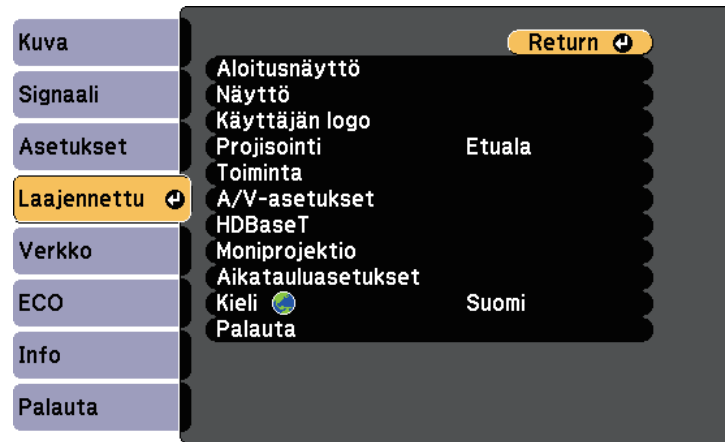 Kuva
Signaali
Asetukset
Laajennettu
Verkko
ECO
Info
Palauta
Return
Aloitusnäyttö
Näyttö
Käyttäjän logo
Projisointi Etuala
Toiminta
A/V-asetukset
HDBaseT
Moniprojektio
Aikatauluasetukset
Kieli Suomi
Palauta